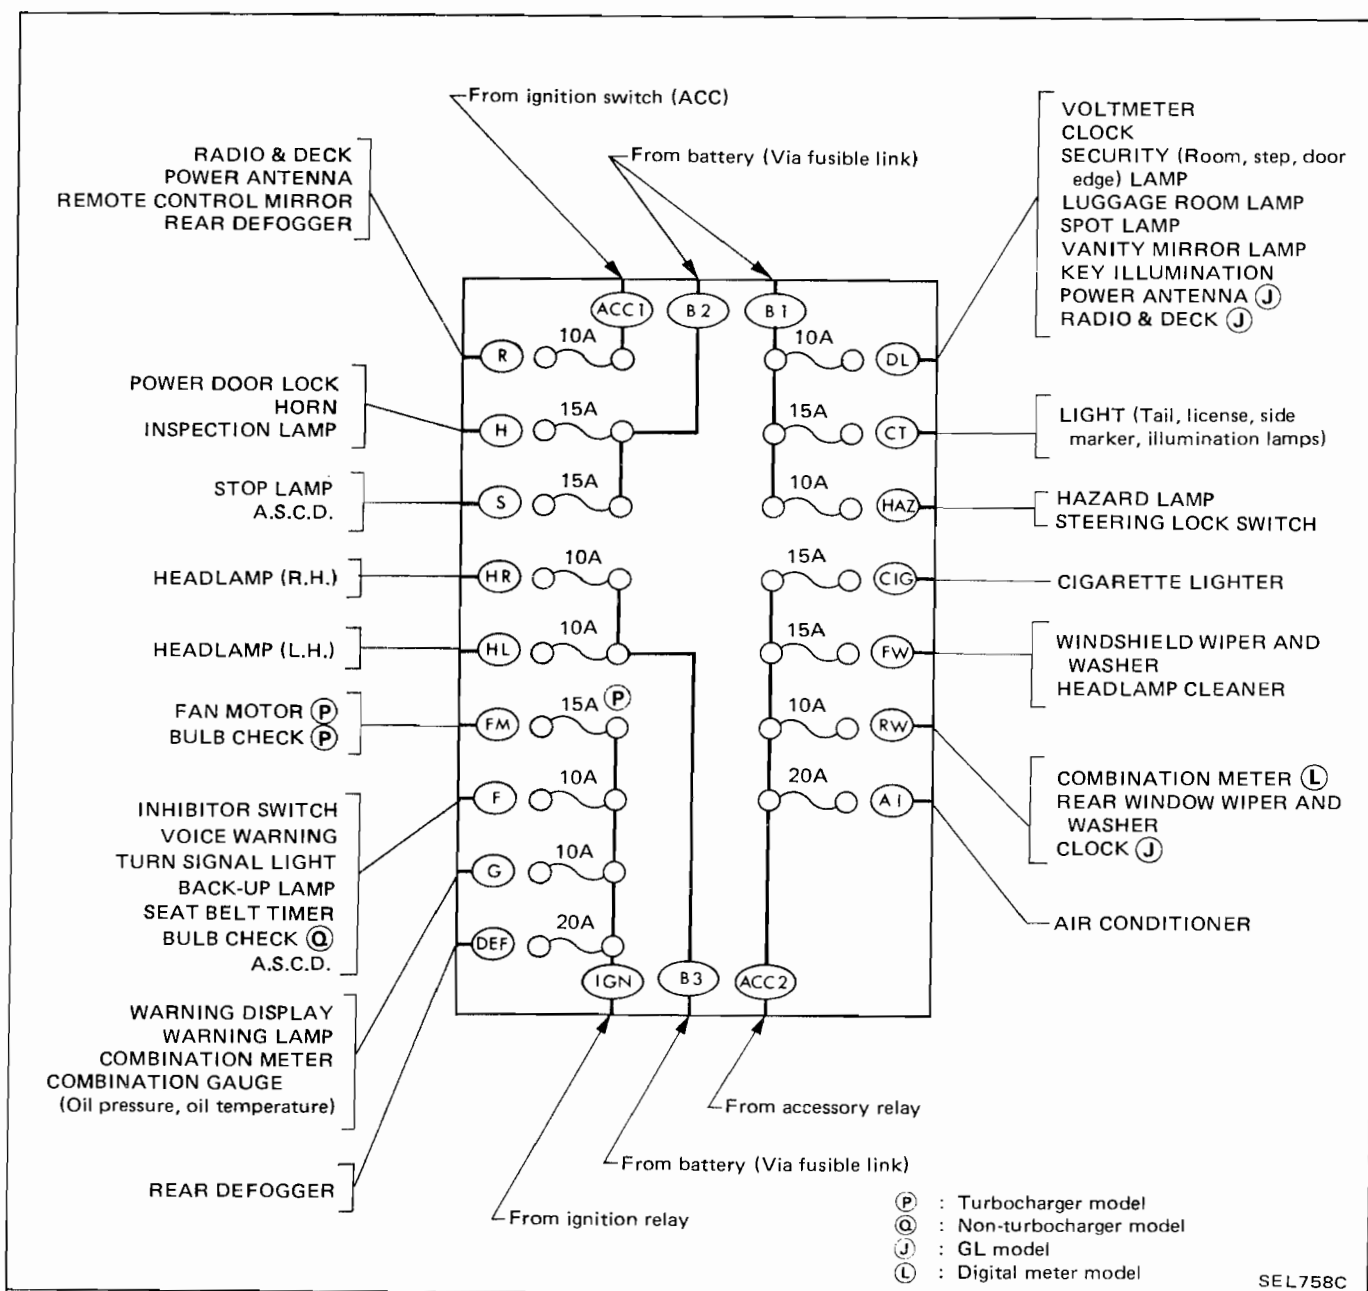 From ignition switch (ACC)
From battery (Via fusible link)
RADIO & DECK
POWER ANTENNA
REMOTE CONTROL MIRROR
REAR DEFOGGER
POWER DOOR LOCK
HORN
INSPECTION LAMP
STOP LAMP
A.S.C.D.
HEADLAMP (R.H.)
HEADLAMP (L.H.)
FAN MOTOR P
BULB CHECK P
INHIBITOR SWITCH
VOICE WARNING
TURN SIGNAL LIGHT
BACK-UP LAMP
SEAT BELT TIMER
BULB CHECK Q
A.S.C.D.
WARNING DISPLAY
WARNING LAMP
COMBINATION METER
COMBINATION GAUGE
(Oil pressure, oil temperature)
REAR DEFOGGER
ACC1 B2 B1
R 10A
H 15A
S 15A
HR 10A
HL 10A
FM 15A P
F 10A
G 10A
DEF 20A
10A DL
15A CT
10A HAZ
15A CIG
15A FW
10A RW
20A A1
IGN B3 ACC2
VOLTMETER
CLOCK
SECURITY (Room, step, door
edge) LAMP
LUGGAGE ROOM LAMP
SPOT LAMP
VANITY MIRROR LAMP
KEY ILLUMINATION
POWER ANTENNA J
RADIO & DECK J
LIGHT (Tail, license, side
marker, illumination lamps)
HAZARD LAMP
STEERING LOCK SWITCH
CIGARETTE LIGHTER
WINDSHIELD WIPER AND
WASHER
HEADLAMP CLEANER
COMBINATION METER L
REAR WINDOW WIPER AND
WASHER
CLOCK J
AIR CONDITIONER
From accessory relay
From battery (Via fusible link)
From ignition relay
P : Turbocharger model
Q : Non-turbocharger model
J : GL model
L : Digital meter model
SEL758C